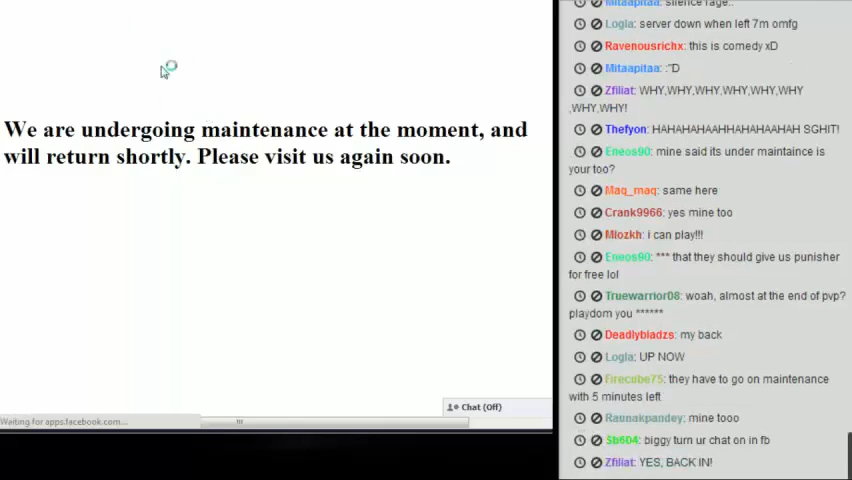 We are undergoing maintenance at the moment, and
will return shortly. Please visit us again soon.
Chat (Off)
Waiting for apps.facebook.com...
Mitaapitaa: silence rage..
Logla: server down when left 7m omfg
Ravenousrichx: this is comedy xD
Mitaapitaa: :"D
Zfiliat: WHY,WHY,WHY,WHY,WHY,WHY
,WHY,WHY!
Thefyon: HAHAHAHAAHHAHAHAAHAH SGHIT!
Eneos90: mine said its under maintaince is
your too?
Maq_maq: same here
Crank9966: yes mine too
Miozkh: i can play!!!
Eneos90: *** that they should give us punisher
for free lol
Truewarrior08: woah, almost at the end of pvp?
playdom you ******
Deadlybladzs: my back
Logla: UP NOW
Firecube75: they have to go on maintenance
with 5 minutes left
Raunakpandey: mine tooo
Sb604: biggy turn ur chat on in fb
Zfiliat: YES, BACK IN!